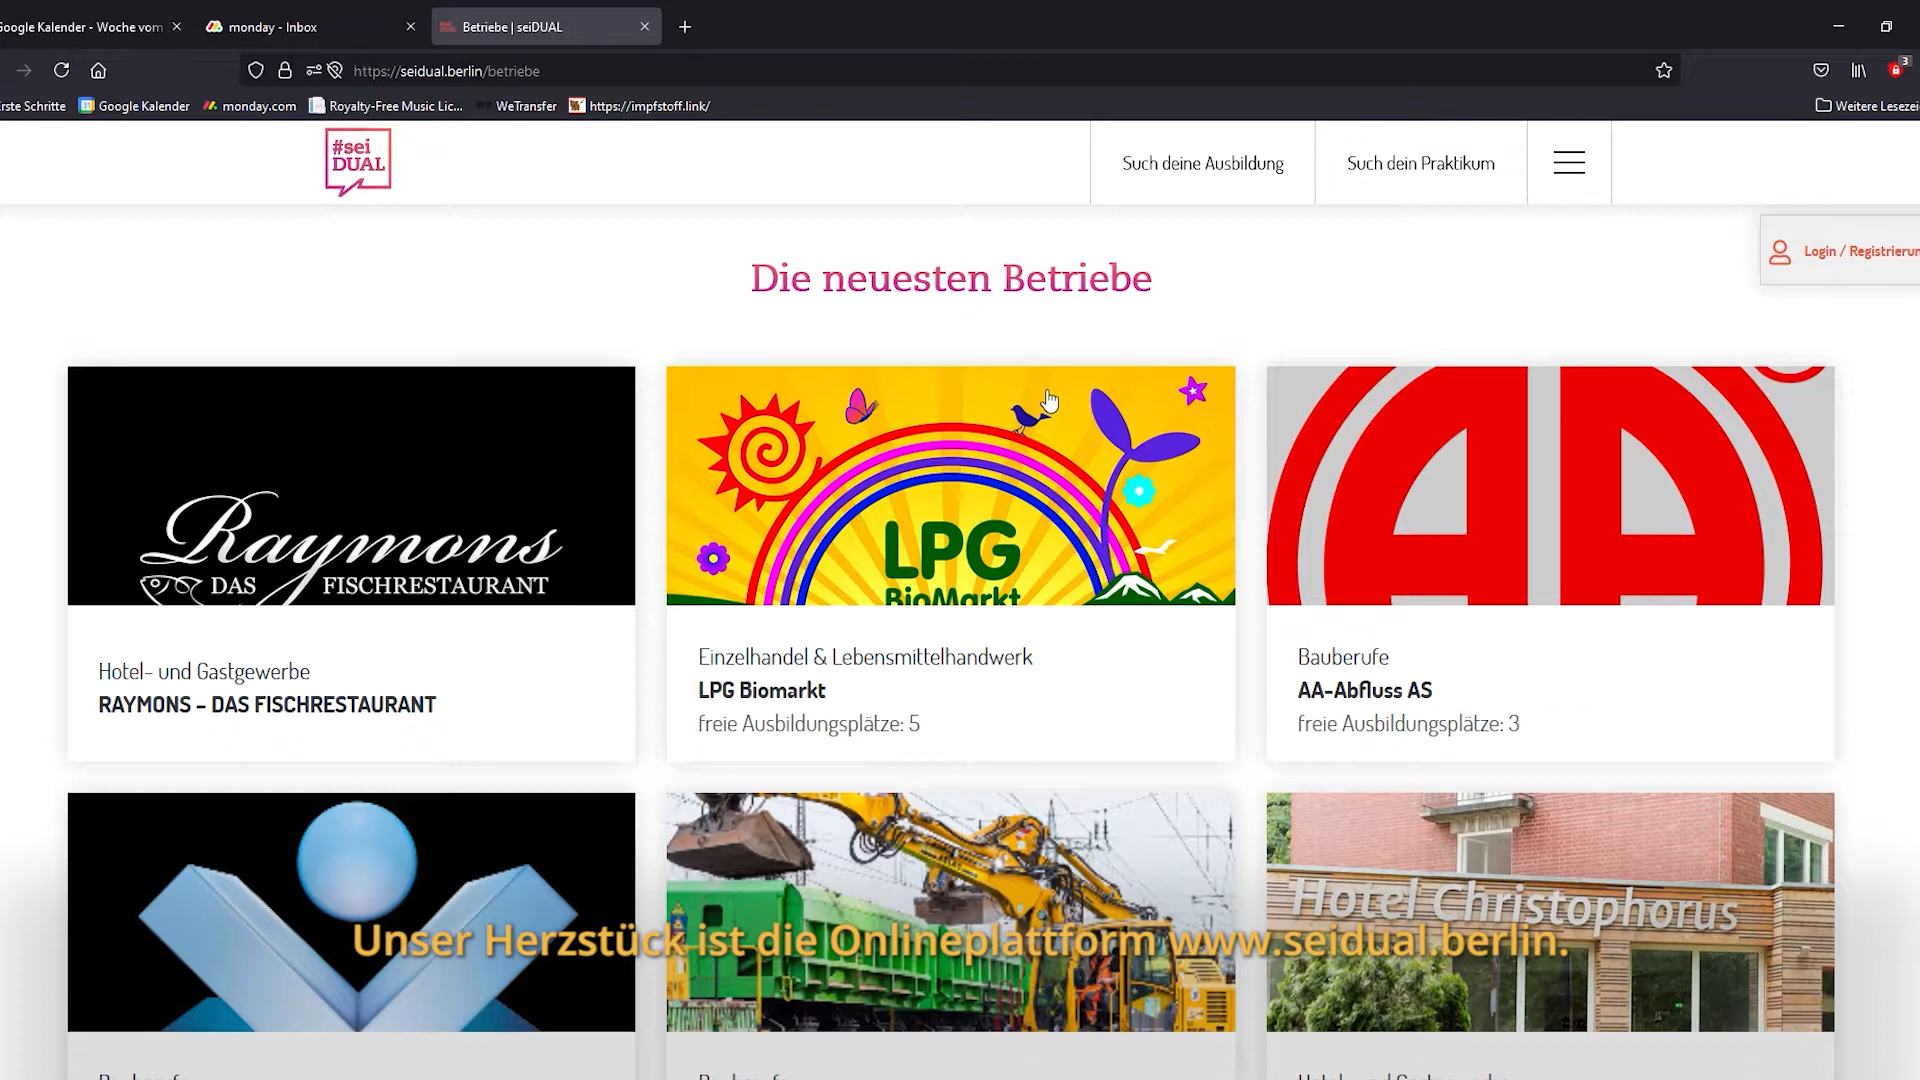 Google Kalender - Woche vom
monday - Inbox
Betriebe | seiDUAL
https://seidual.berlin/betriebe
3
Erste Schritte
Google Kalender
monday.com
Royalty-Free Music Lic...
WeTransfer
https://impfstoff.link/
Weitere Lesezei
#sei
DUAL
Such deine Ausbildung
Such dein Praktikum
Login / Registrierun
Die neuesten Betriebe
Raymons
DAS FISCHRESTAURANT
LPG
BioMarkt
AA
Hotel- und Gastgewerbe
RAYMONS – DAS FISCHRESTAURANT
Einzelhandel & Lebensmittelhandwerk
LPG Biomarkt
freie Ausbildungsplätze: 5
Bauberufe
AA-Abfluss AS
freie Ausbildungsplätze: 3
Hotel Christophorus
Unser Herzstück ist die Onlineplattform www.seidual.berlin.